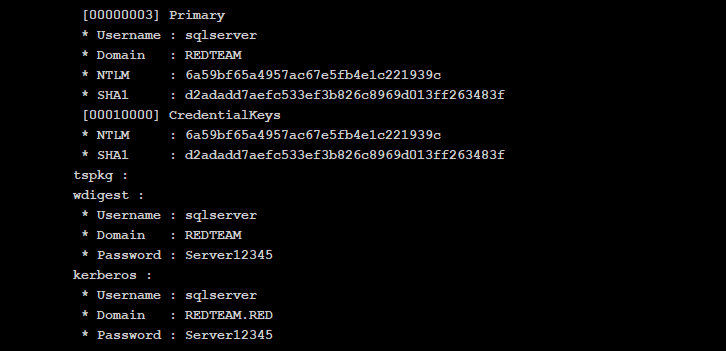 [00000003] Primary
* Username : sqlserver
* Domain   : REDTEAM
* NTLM     : 6a59bf65a4957ac67e5fb4e1c221939c
* SHA1     : d2adadd7aefc533ef3b826c8969d013ff263483f
[00010000] CredentialKeys
* NTLM     : 6a59bf65a4957ac67e5fb4e1c221939c
* SHA1     : d2adadd7aefc533ef3b826c8969d013ff263483f
tspkg :
wdigest :
* Username : sqlserver
* Domain   : REDTEAM
* Password : Server12345
kerberos :
* Username : sqlserver
* Domain   : REDTEAM.RED
* Password : Server12345